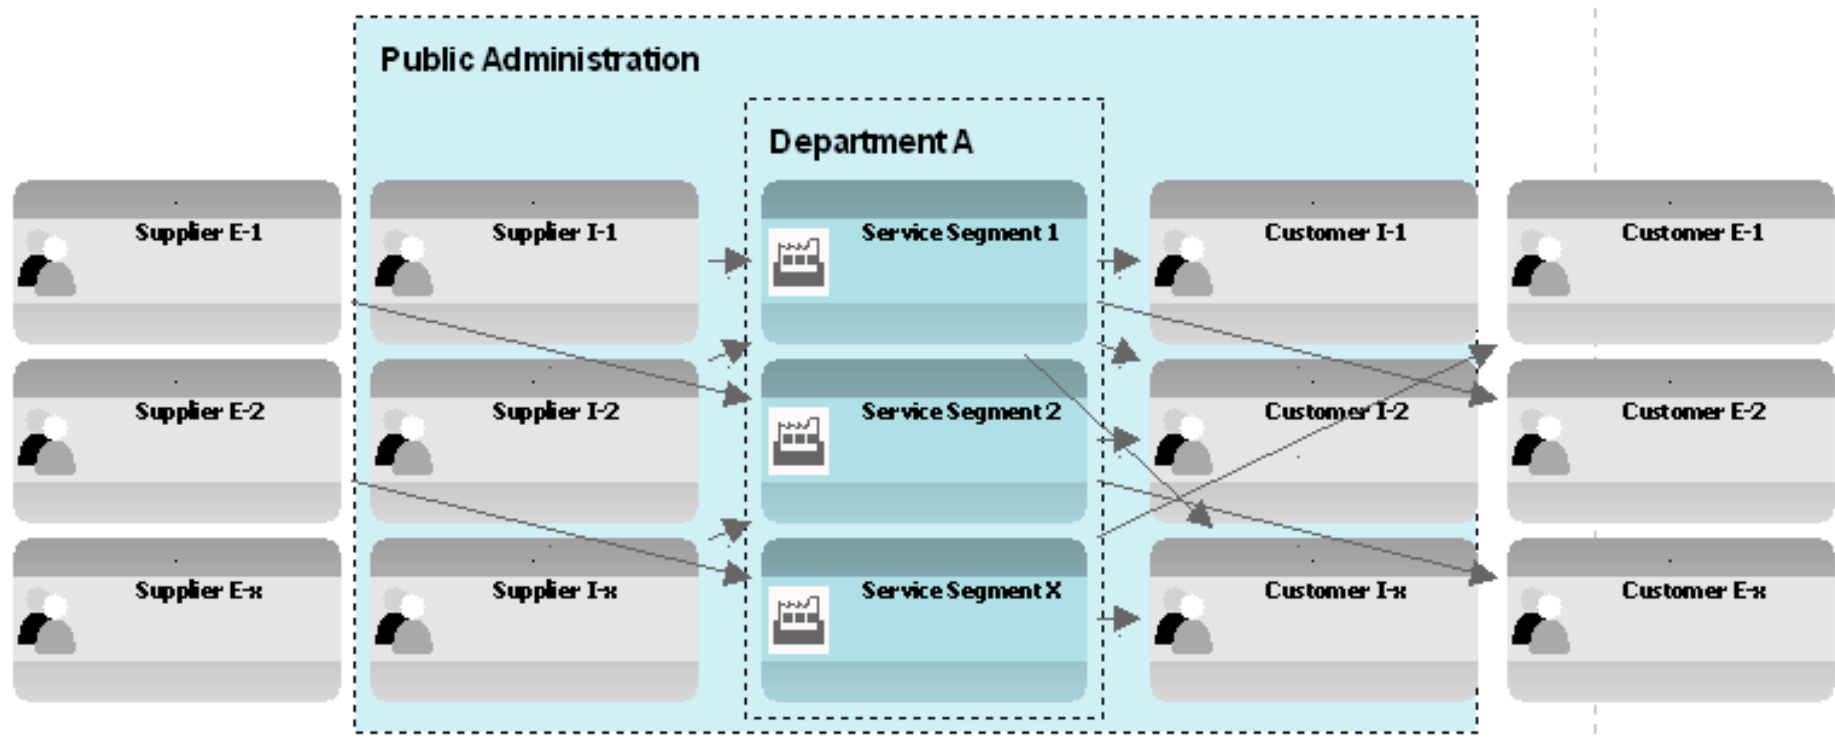 Public Administration
Department A
Supplier E-1
Supplier I-1
Service Segment 1
Customer I-1
Customer E-1
Supplier E-2
Supplier I-2
Service Segment 2
Customer I-2
Customer E-2
Supplier E-x
Supplier I-x
Service Segment X
Customer I-x
Customer E-x